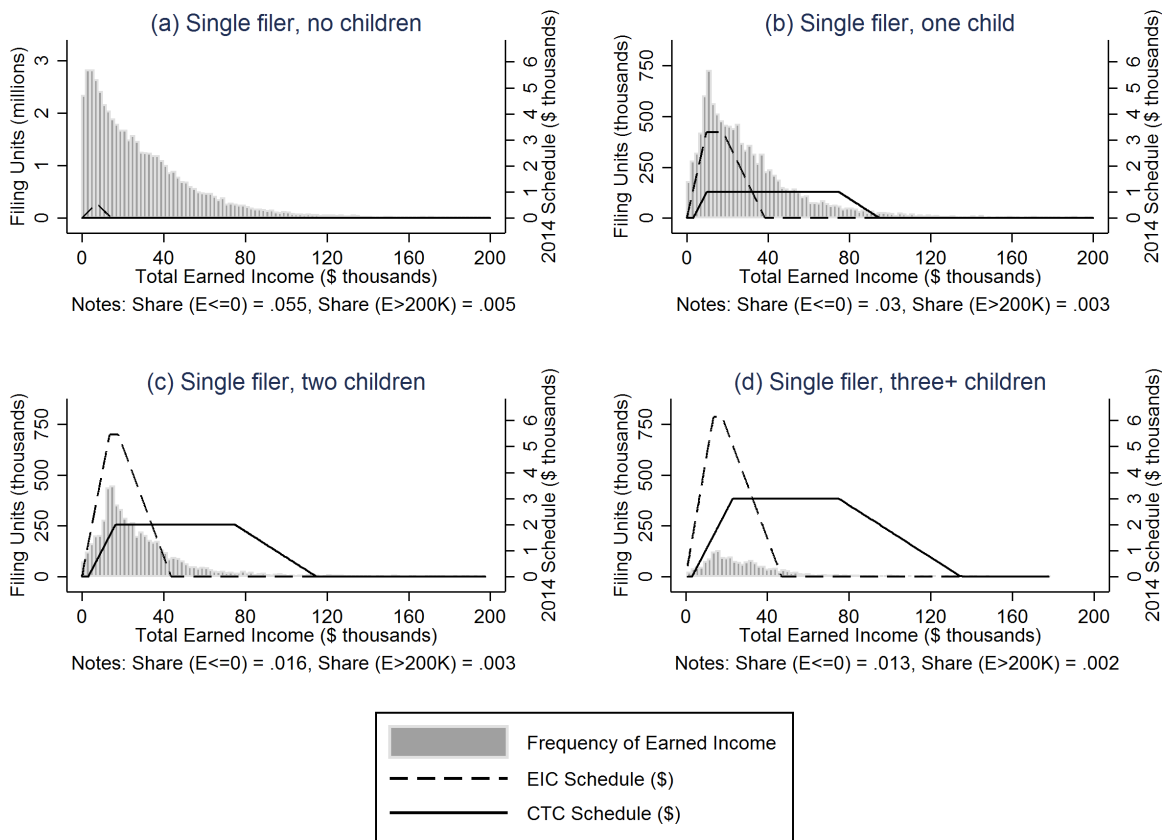 (a) Single filer, no children
Filing Units (millions)
0 1 2 3
2014 Schedule ($ thousands)
0 1 2 3 4 5 6
0 40 80 120 160 200
Total Earned Income ($ thousands)
Notes: Share (E<=0) = .055, Share (E>200K) = .005
(b) Single filer, one child
Filing Units (thousands)
0 250 500 750
2014 Schedule ($ thousands)
0 1 2 3 4 5 6
0 40 80 120 160 200
Total Earned Income ($ thousands)
Notes: Share (E<=0) = .03, Share (E>200K) = .003
(c) Single filer, two children
Filing Units (thousands)
0 250 500 750
2014 Schedule ($ thousands)
0 1 2 3 4 5 6
0 40 80 120 160 200
Total Earned Income ($ thousands)
Notes: Share (E<=0) = .016, Share (E>200K) = .003
(d) Single filer, three+ children
Filing Units (thousands)
0 250 500 750
2014 Schedule ($ thousands)
0 1 2 3 4 5 6
0 40 80 120 160 200
Total Earned Income ($ thousands)
Notes: Share (E<=0) = .013, Share (E>200K) = .002
Frequency of Earned Income
EIC Schedule ($)
CTC Schedule ($)